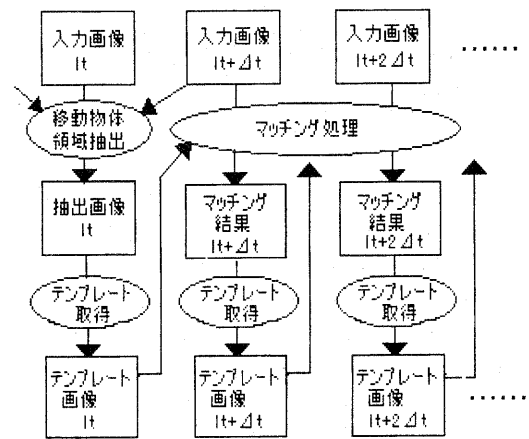 入力画像
It
入力画像
It+⊿t
入力画像
It+2⊿t
......
移動物体
領域抽出
マッチング処理
抽出画像
It
マッチング
結果
It+⊿t
マッチング
結果
It+2⊿t
テンプレート
取得
テンプレート
取得
テンプレート
取得
テンプレート
画像
It
テンプレート
画像
It+⊿t
テンプレート
画像
It+2⊿t
......